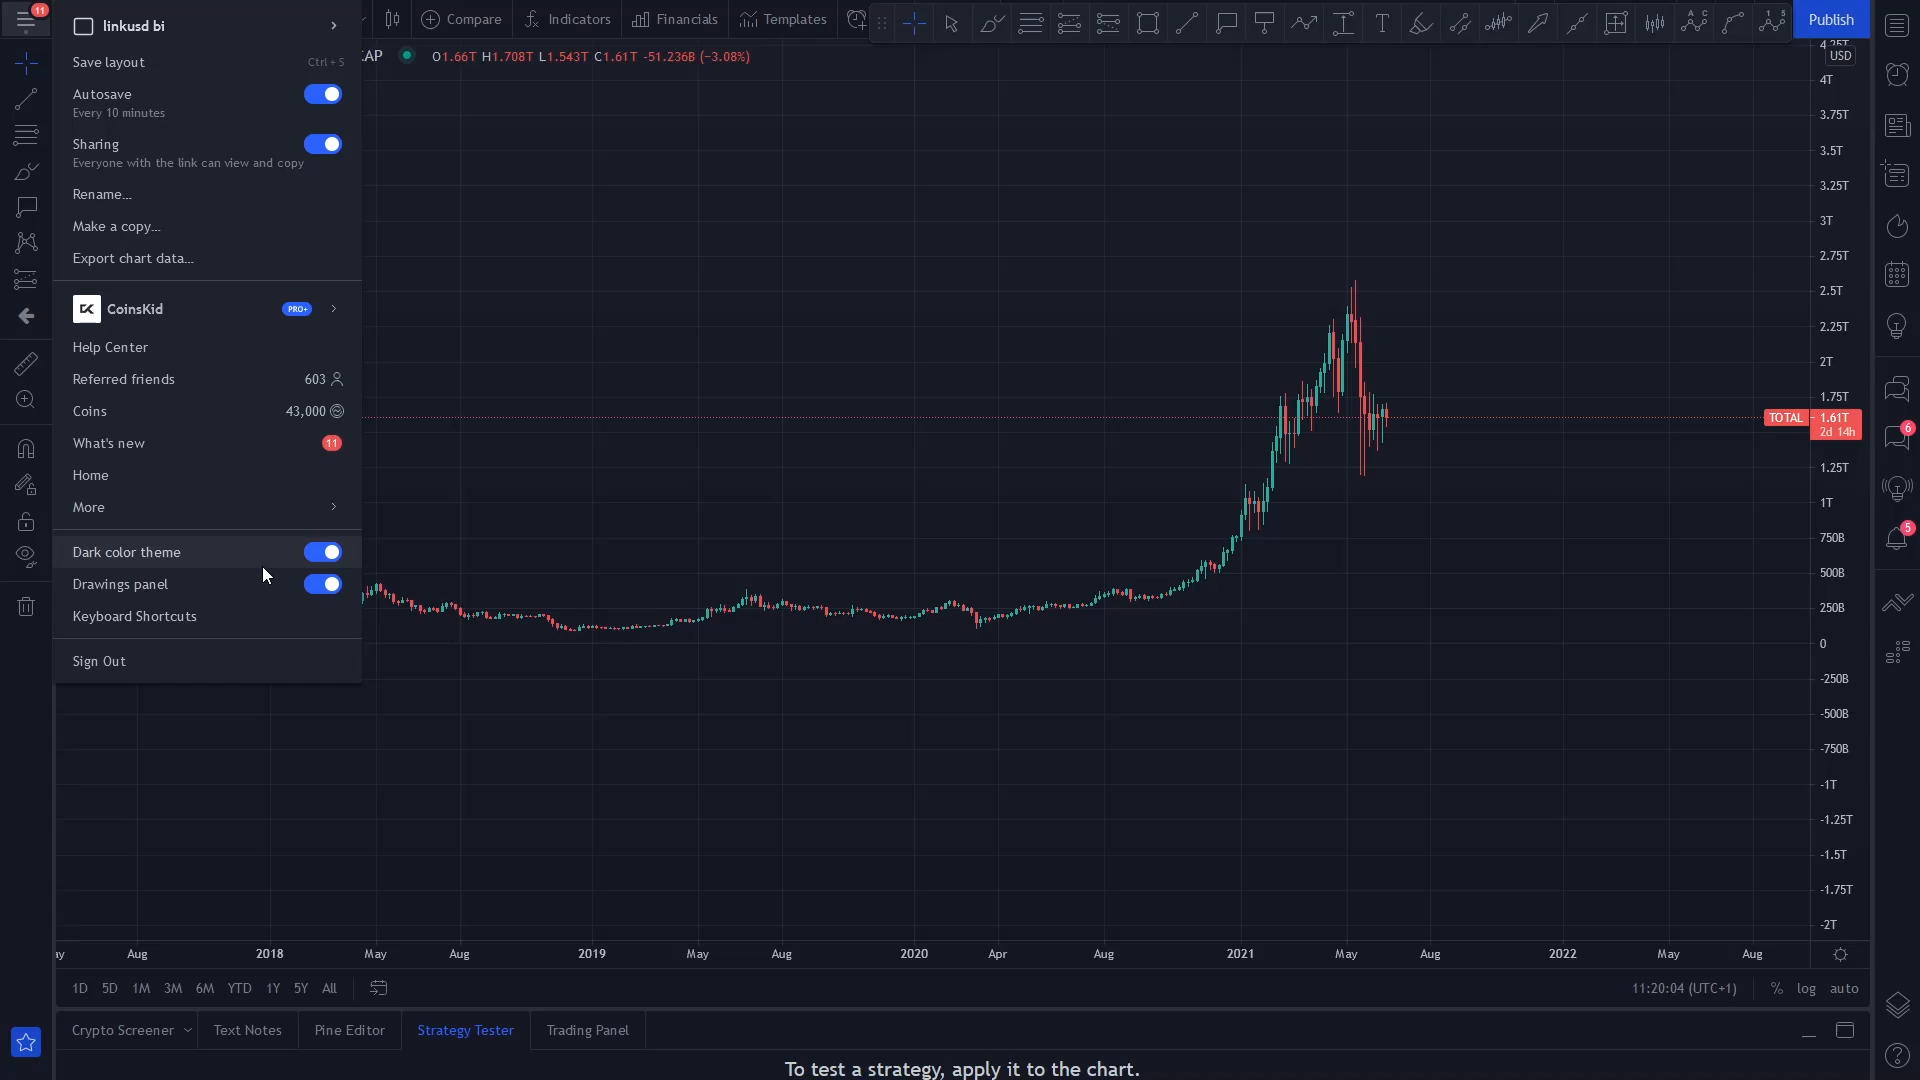 11
linkusd bi
Save layout Ctrl + S
Autosave
Every 10 minutes
Sharing
Everyone with the link can view and copy
Rename...
Make a copy...
Export chart data...
CoinsKid PRO+
Help Center
Referred friends 603
Coins 43,000
What's new 11
Home
More
Dark color theme
Drawings panel
Keyboard Shortcuts
Sign Out
Compare Indicators Financials Templates
Publish
AP O1.66T H1.708T L1.543T C1.61T -51.236B (−3.08%)
USD
4.25T
4T
3.75T
3.5T
3.25T
3T
2.75T
2.5T
2.25T
2T
1.75T
TOTAL 1.61T
2d 14h
1.25T
1T
750B
500B
250B
0
-250B
-500B
-750B
-1T
-1.25T
-1.5T
-1.75T
-2T
6
5
ay Aug 2018 May Aug 2019 May Aug 2020 Apr Aug 2021 May Aug 2022 May Aug
1D 5D 1M 3M 6M YTD 1Y 5Y All 11:20:04 (UTC+1) % log auto
Crypto Screener Text Notes Pine Editor Strategy Tester Trading Panel
To test a strategy, apply it to the chart.